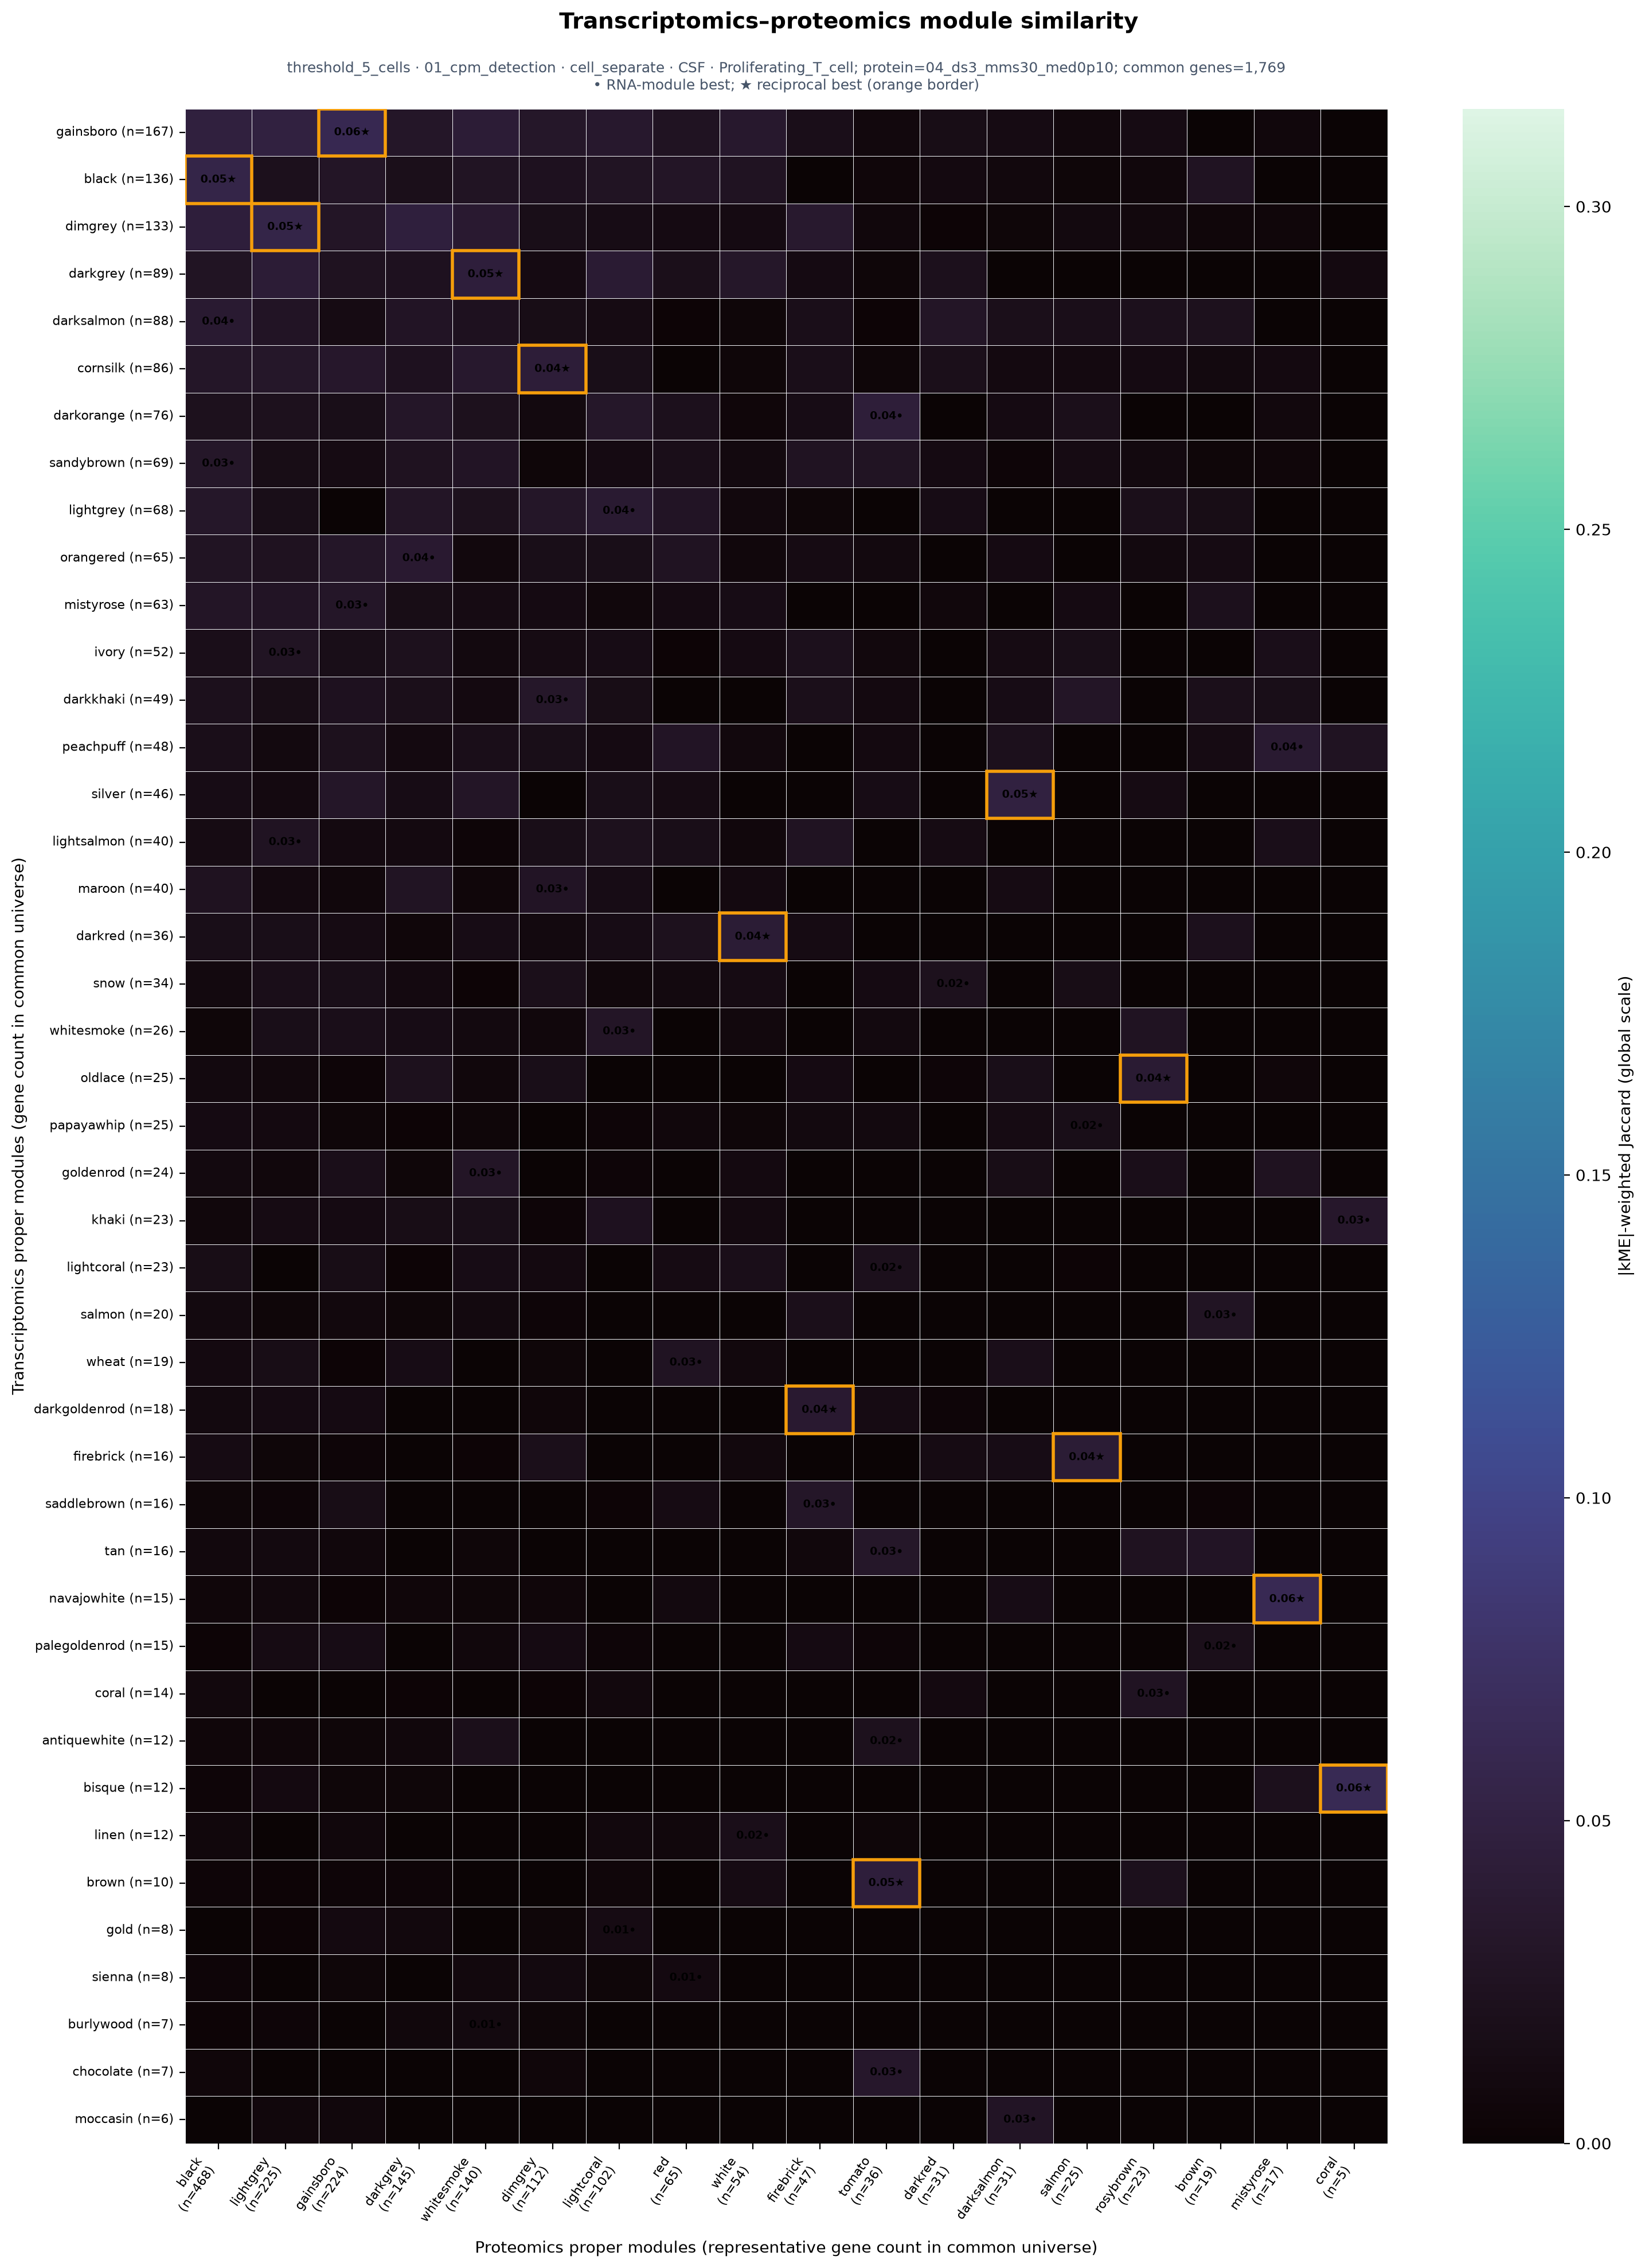 Transcriptomics–proteomics module similarity
threshold_5_cells · 01_cpm_detection · cell_separate · CSF · Proliferating_T_cell; protein=04_ds3_mms30_med0p10; common genes=1,769
• RNA-module best; ★ reciprocal best (orange border)
Transcriptomics proper modules (gene count in common universe)
gainsboro (n=167) 0.06★
black (n=136) 0.05★
dimgrey (n=133) 0.05★
darkgrey (n=89) 0.05★
darksalmon (n=88) 0.04•
cornsilk (n=86) 0.04★
darkorange (n=76) 0.04•
sandybrown (n=69) 0.03•
lightgrey (n=68) 0.04•
orangered (n=65) 0.04•
mistyrose (n=63) 0.03•
ivory (n=52) 0.03•
darkkhaki (n=49) 0.03•
peachpuff (n=48) 0.04•
silver (n=46) 0.05★
lightsalmon (n=40) 0.03•
maroon (n=40) 0.03•
darkred (n=36) 0.04★
snow (n=34) 0.02•
whitesmoke (n=26) 0.03•
oldlace (n=25) 0.04★
papayawhip (n=25) 0.02•
goldenrod (n=24) 0.03•
khaki (n=23) 0.03•
lightcoral (n=23) 0.02•
salmon (n=20) 0.03•
wheat (n=19) 0.03•
darkgoldenrod (n=18) 0.04★
firebrick (n=16) 0.04★
saddlebrown (n=16) 0.03•
tan (n=16) 0.03•
navajowhite (n=15) 0.06★
palegoldenrod (n=15) 0.02•
coral (n=14) 0.03•
antiquewhite (n=12) 0.02•
bisque (n=12) 0.06★
linen (n=12) 0.02•
brown (n=10) 0.05★
gold (n=8) 0.01•
sienna (n=8) 0.01•
burlywood (n=7) 0.01•
chocolate (n=7) 0.03•
moccasin (n=6) 0.03•
black
(n=468)
lightgrey
(n=225)
gainsboro
(n=224)
darkgrey
(n=145)
whitesmoke
(n=140)
dimgrey
(n=112)
lightcoral
(n=102)
red
(n=65)
white
(n=54)
firebrick
(n=47)
tomato
(n=36)
darkred
(n=31)
darksalmon
(n=31)
salmon
(n=25)
rosybrown
(n=23)
brown
(n=19)
mistyrose
(n=17)
coral
(n=5)
Proteomics proper modules (representative gene count in common universe)
0.30
0.25
0.20
0.15
0.10
0.05
0.00
|kME|-weighted Jaccard (global scale)